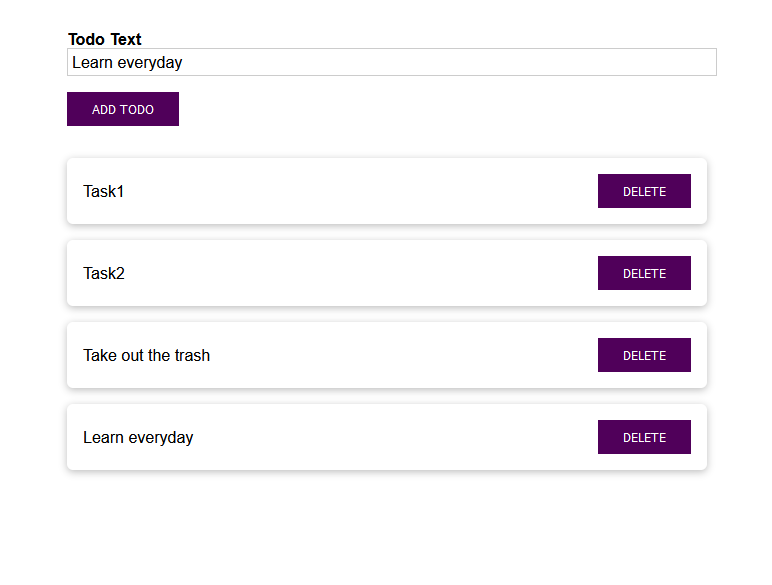 Todo Text
Learn everyday
ADD TODO
Task1
DELETE
Task2
DELETE
Take out the trash
DELETE
Learn everyday
DELETE